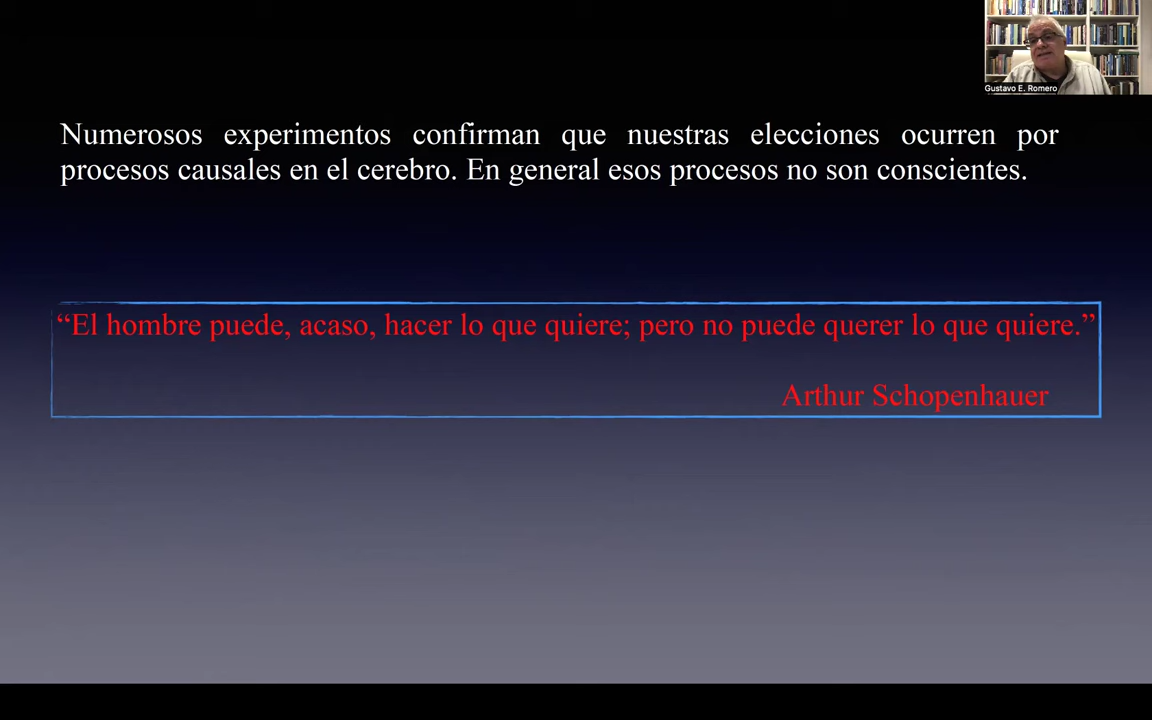 Gustavo E. Romero
Numerosos experimentos confirman que nuestras elecciones ocurren por
procesos causales en el cerebro. En general esos procesos no son conscientes.
“El hombre puede, acaso, hacer lo que quiere; pero no puede querer lo que quiere.”
Arthur Schopenhauer